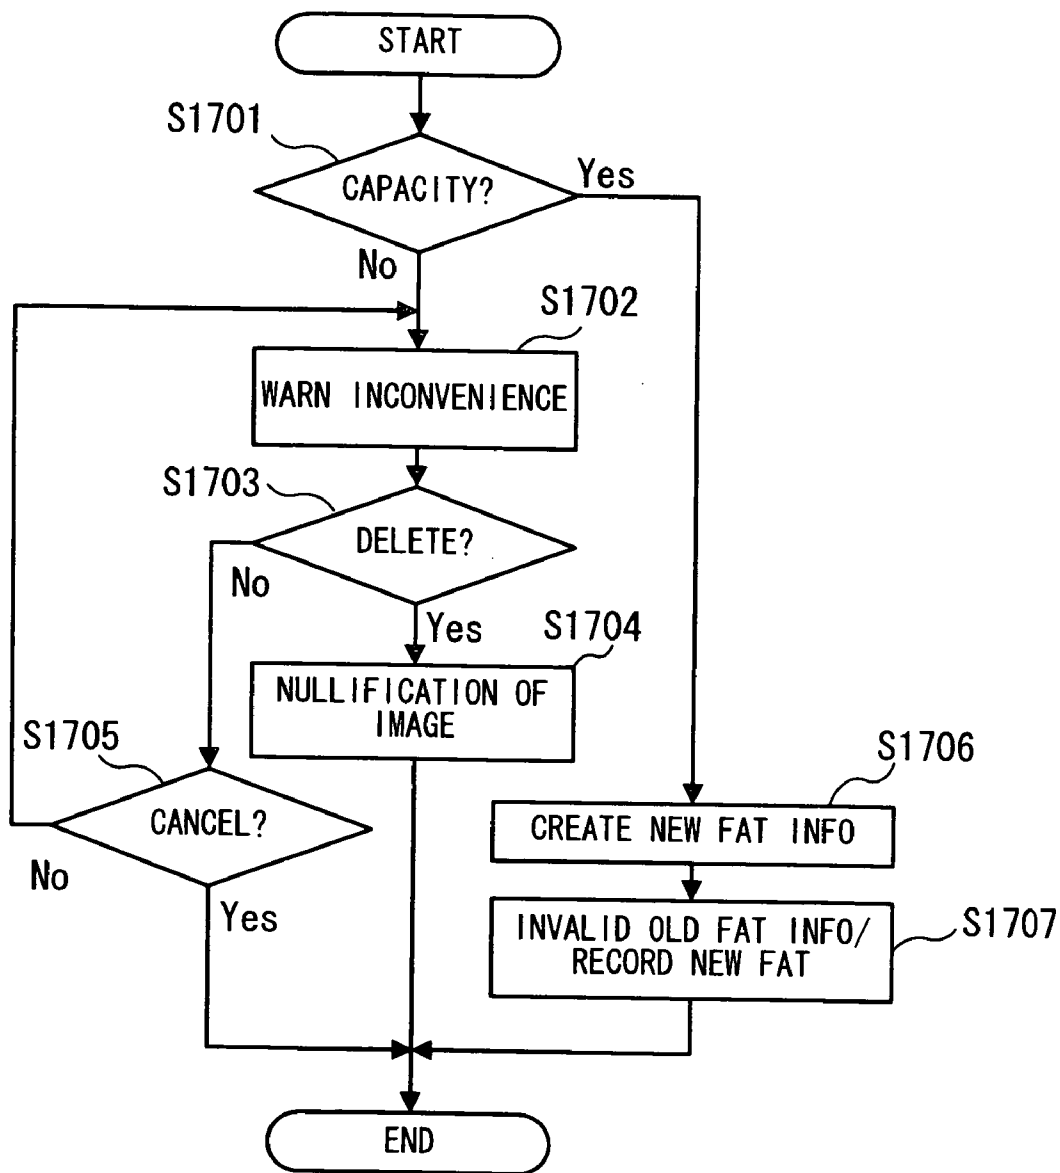 START
S1701
CAPACITY?
Yes
No
S1702
WARN INCONVENIENCE
S1703
DELETE?
No
Yes
S1704
NULLIFICATION OF
IMAGE
S1705
CANCEL?
No
Yes
S1706
CREATE NEW FAT INFO
INVALID OLD FAT INFO/
RECORD NEW FAT
S1707
END